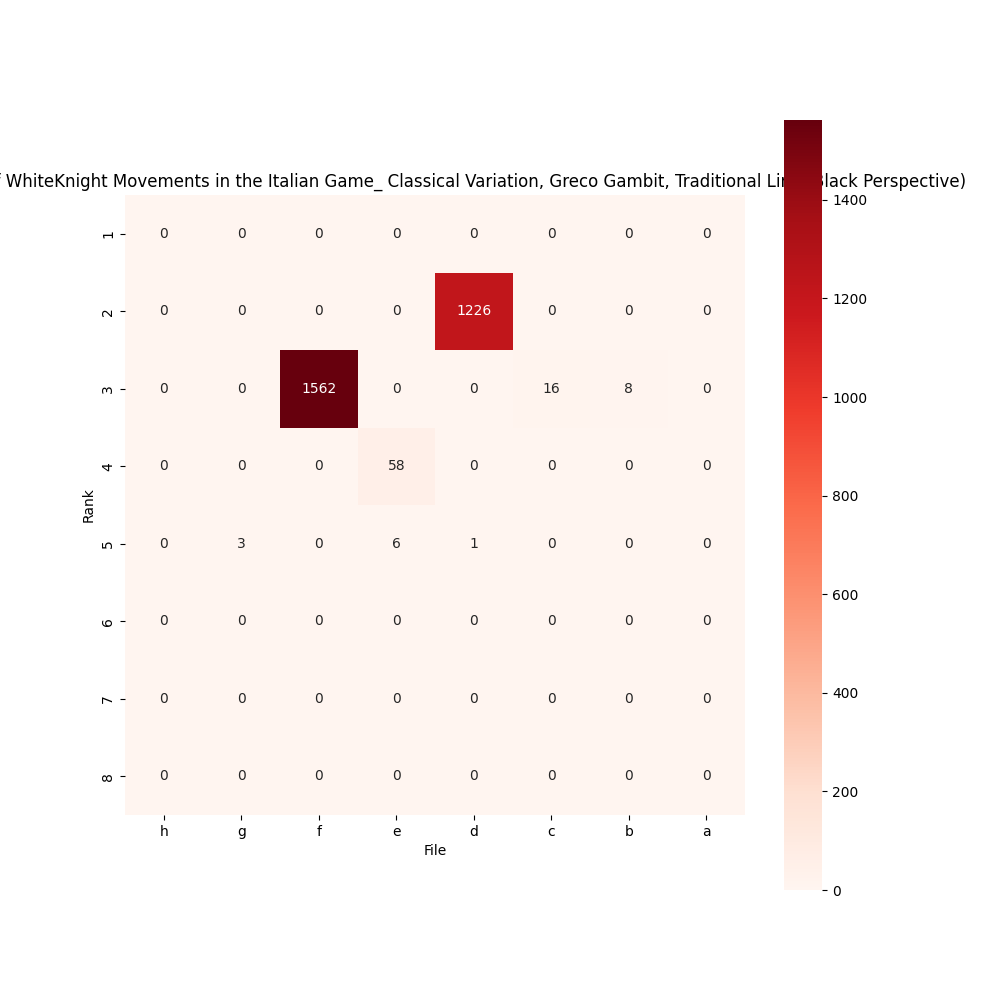 WhiteKnight Movements in the Italian Game_ Classical Variation, Greco Gambit, Traditional Black Perspective)
1400
1 0 0 0 0 0 0 0 0
1200
2 0 0 0 0 1226 0 0 0
3 0 0 1562 0 0 16 8 0
1000
4 0 0 0 58 0 0 0 0
Rank
800
5 0 3 0 6 1 0 0 0
600
6 0 0 0 0 0 0 0 0
400
7 0 0 0 0 0 0 0 0
8 0 0 0 0 0 0 0 0
200
h g f e d c b a
File
0